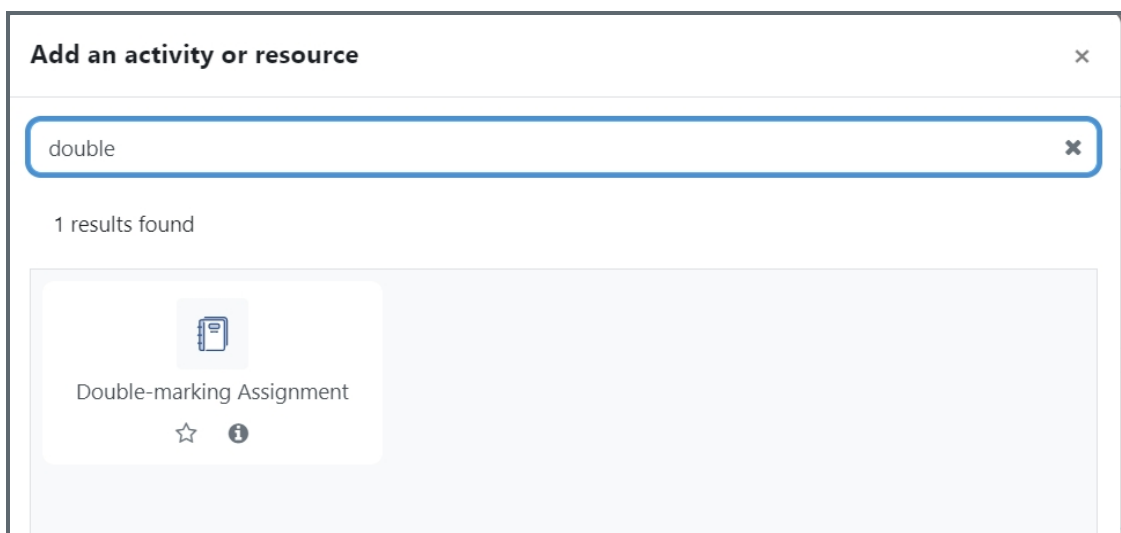 Add an activity or resource
double
1 results found
Double-marking Assignment